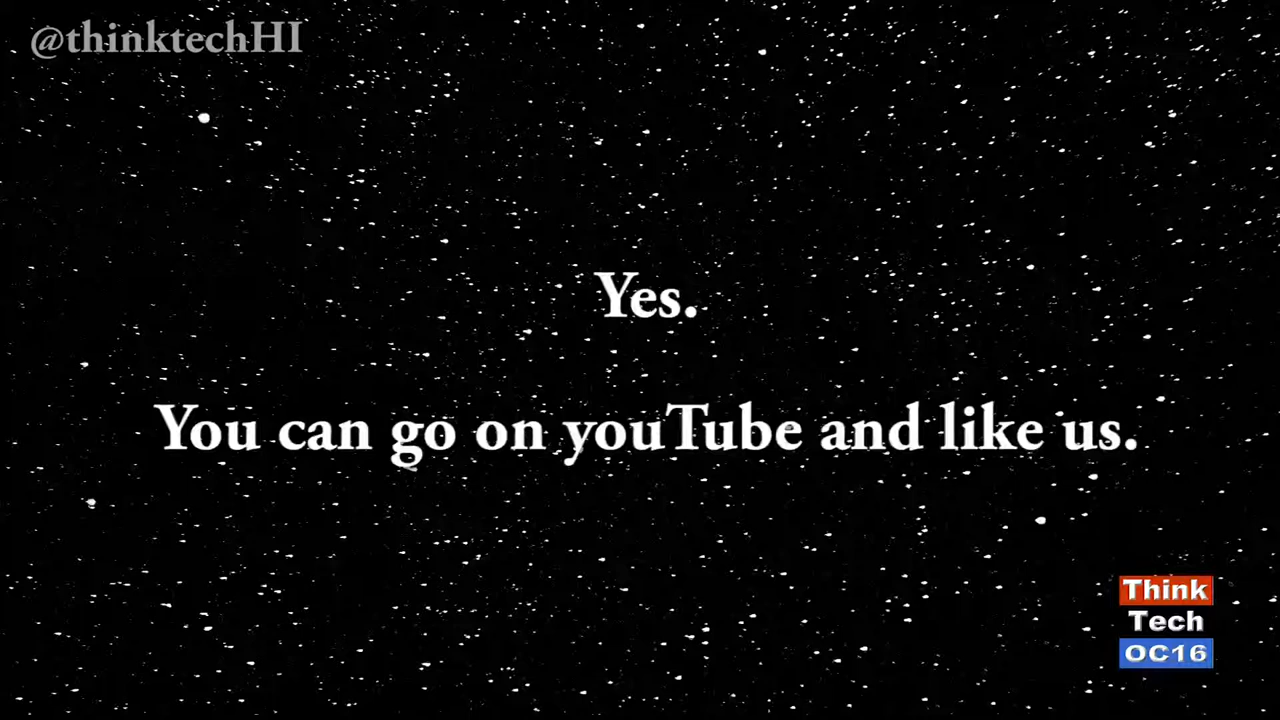 @thinktechHI
Yes.
You can go on youTube and like us.
Think
Tech
OC16